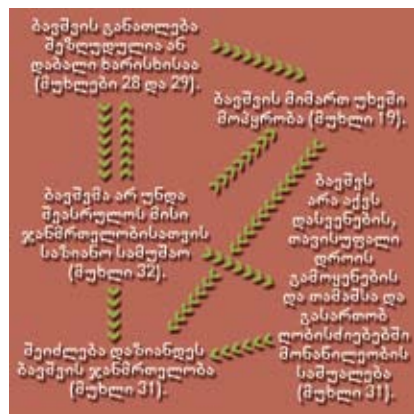 ბავშვის განათლება
შეზღუდულია ან
დაბალი ხარისხისაა
(მუხლები 28 და 29).
ბავშვის მიმართ უხეში
მოპყრობა (მუხლი 19).
ბავშვმა არ უნდა
შეასრულოს მისი
ჯანმრთელობისათვის
საზიანო სამუშაო
(მუხლი 32).
ბავშვს
არა აქვს
დასვენების,
თავისუფალი
დროის
გამოყენების
და თამაშსა და
გასართობ
ღონისძიებებში
მონაწილეობის
საშუალება
(მუხლი 31).
შეიძლება დაზიანდეს
ბავშვის ჯანმრთელობა
(მუხლი 31).